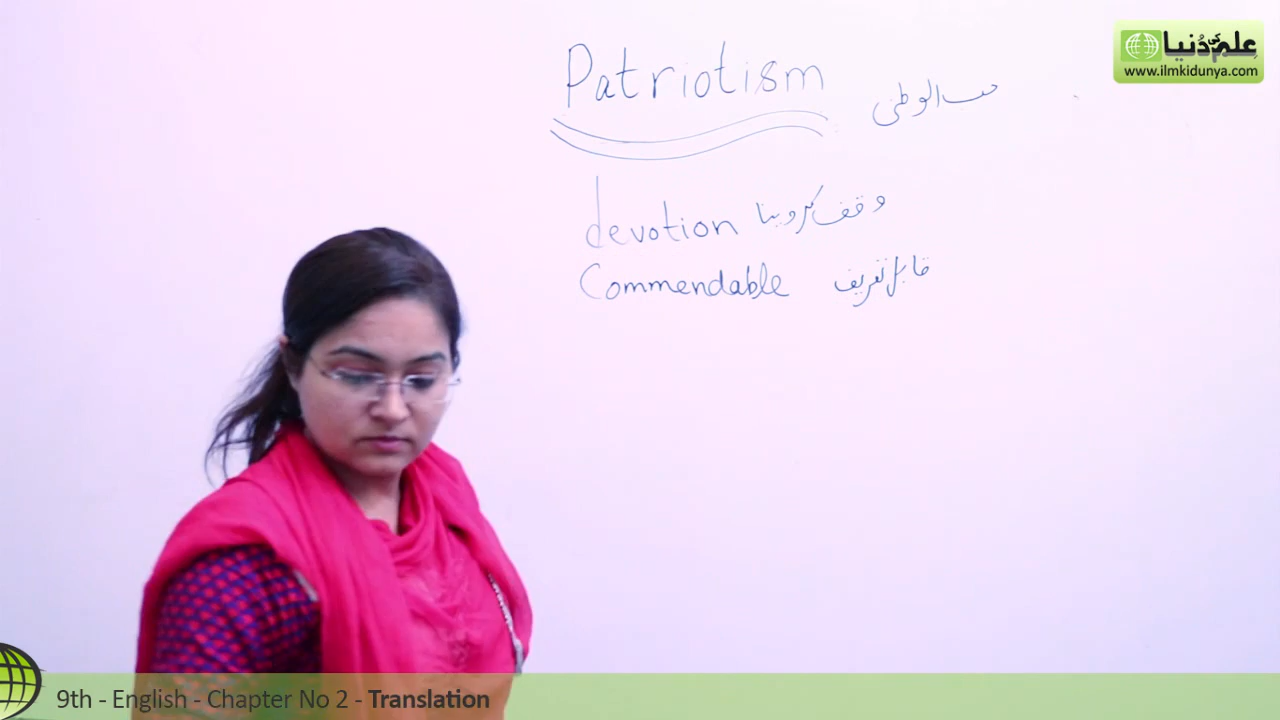 علم کی دُنیا
www.ilmkidunya.com
Patriotism حب الوطنی
devotion وقف کر دینا
Commendable قابل تعریف
9th - English - Chapter No 2 - Translation